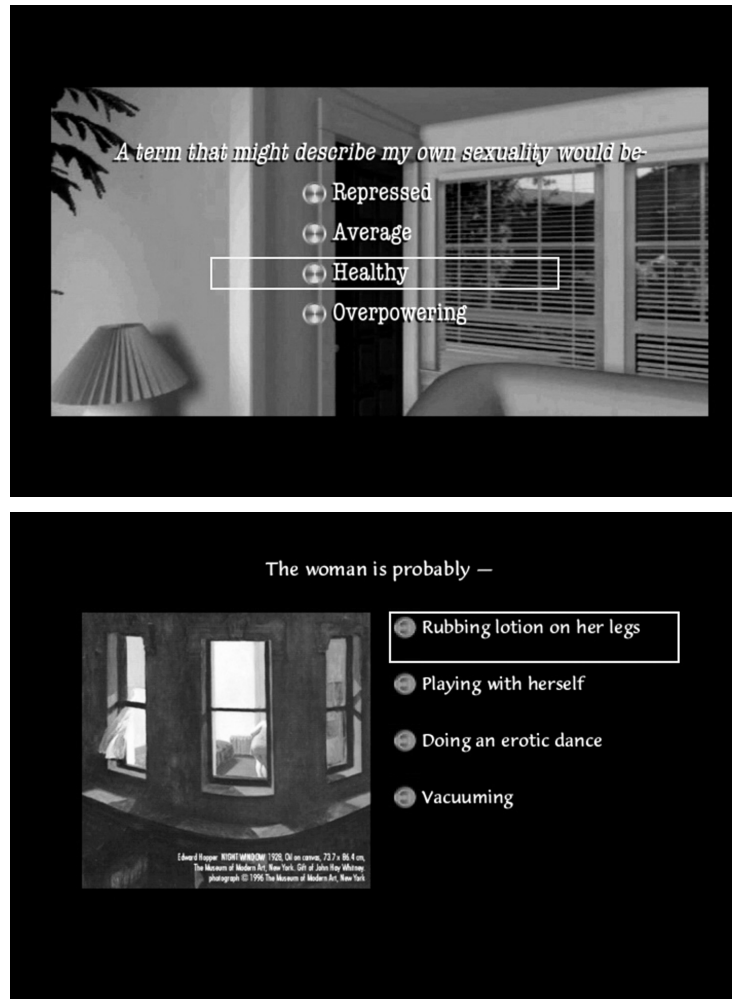 A term that might describe my own sexuality would be-
Repressed
Average
Healthy
Overpowering
The woman is probably —
Rubbing lotion on her legs
Playing with herself
Doing an erotic dance
Vacuuming
Edward Hopper NIGHT WINDOW 1928, Oil on canvas, 73.7 x 86.4 cm,
The Museum of Modern Art, New York. Gift of John Hay Whitney.
photograph © 1996 The Museum of Modern Art, New York